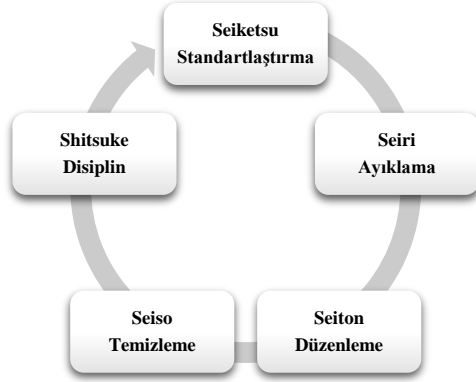 Seiketsu
Standartlaştırma
Seiri
Ayıklama
Seiton
Düzenleme
Seiso
Temizleme
Shitsuke
Disiplin